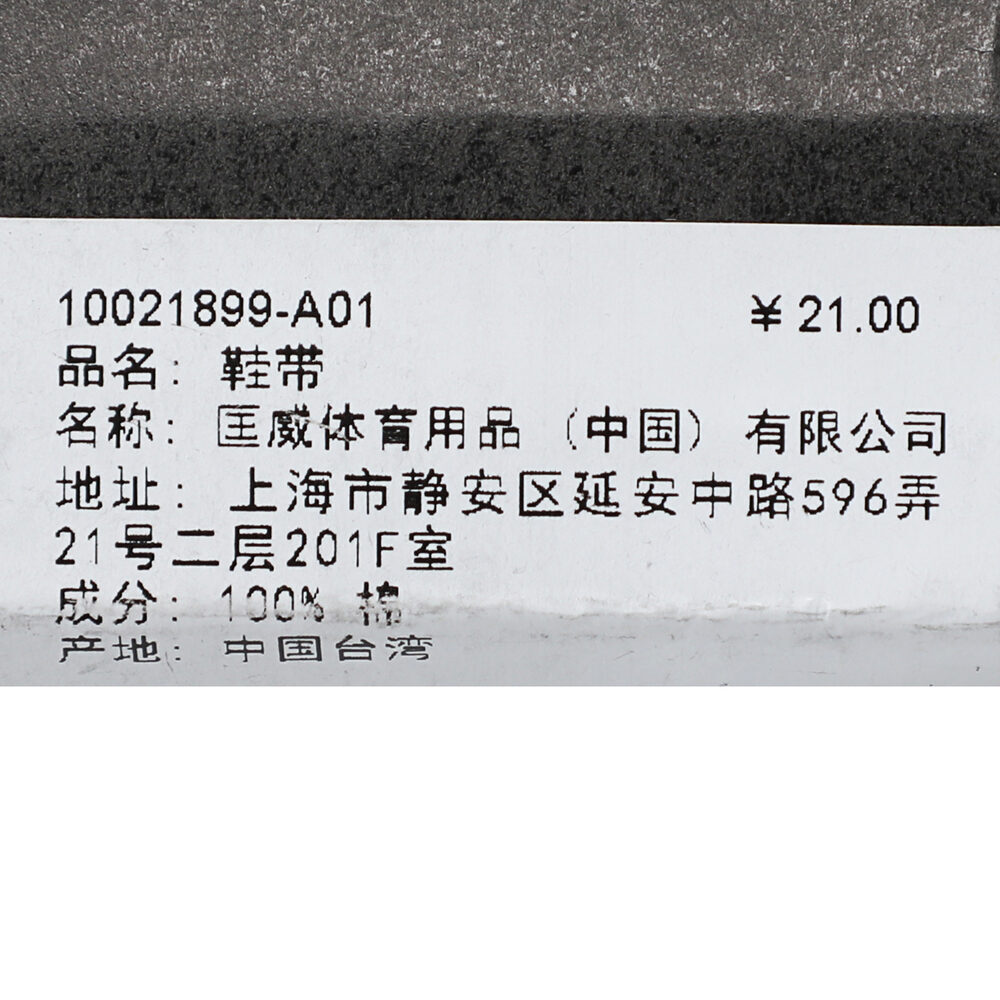 10021899-A01 ¥ 21.00
品名: 鞋带
名称: 匡威体育用品 (中国) 有限公司
地址: 上海市静安区延安中路596弄
21号二层201F室
成分: 100% 棉
产地: 中国台湾